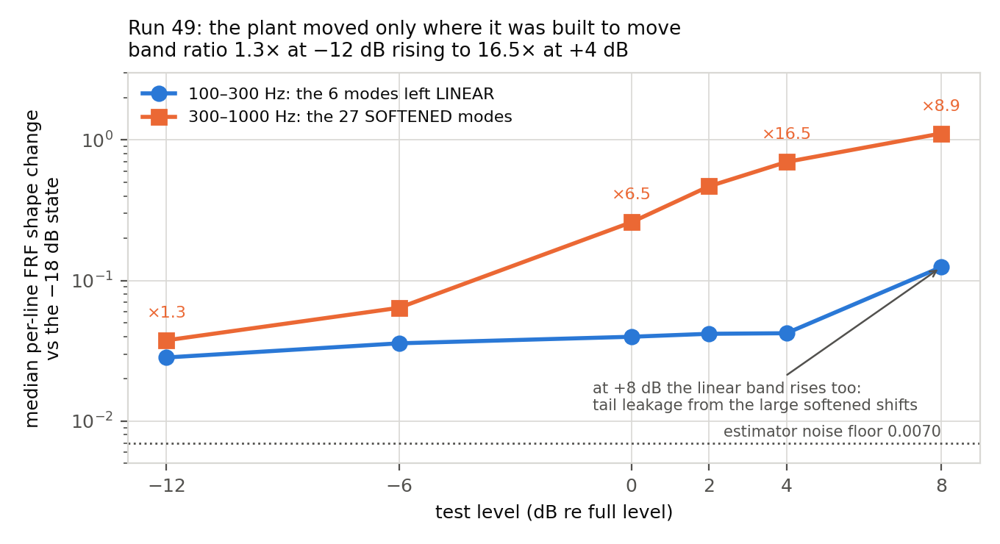 Run 49: the plant moved only where it was built to move
band ratio 1.3× at −12 dB rising to 16.5× at +4 dB
100–300 Hz: the 6 modes left LINEAR
300–1000 Hz: the 27 SOFTENED modes
×8.9
×16.5
×6.5
×1.3
median per-line FRF shape change
vs the −18 dB state
10⁰
10⁻¹
10⁻²
at +8 dB the linear band rises too:
tail leakage from the large softened shifts
estimator noise floor 0.0070
−12 −6 0 2 4 8
test level (dB re full level)